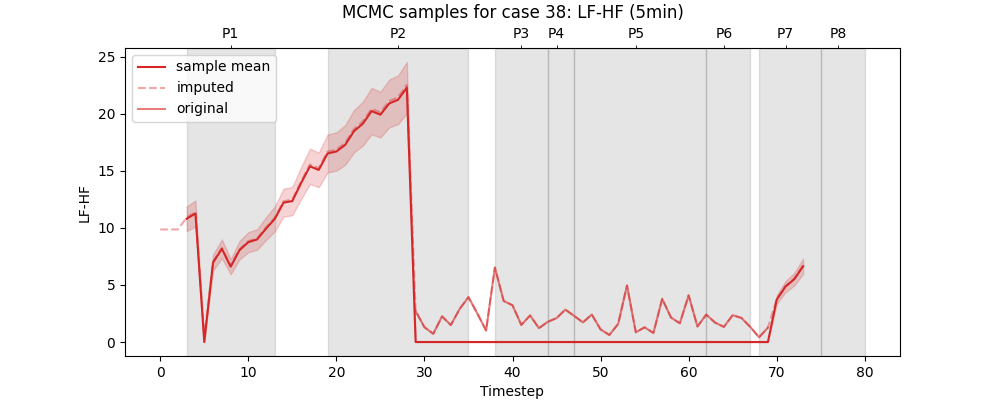 MCMC samples for case 38: LF-HF (5min)
P1 P2 P3 P4 P5 P6 P7 P8
sample mean
imputed
original
25
20
15
10
5
0
LF-HF
0 10 20 30 40 50 60 70 80
Timestep